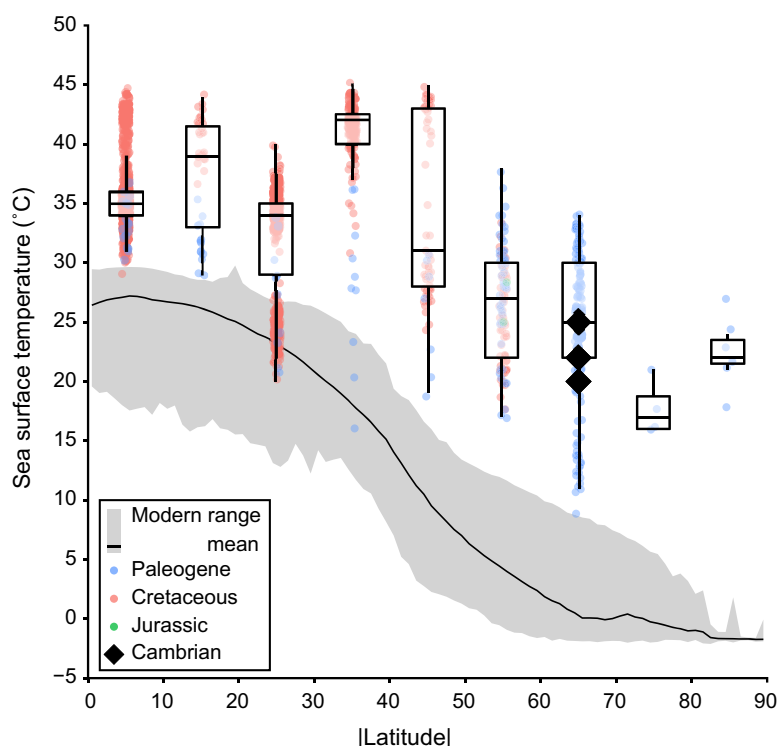 50
45
40
35
30
25
20
15
10
5
0
−5
Sea surface temperature (˚C)
Modern range
mean
Paleogene
Cretaceous
Jurassic
Cambrian
0 10 20 30 40 50 60 70 80 90
|Latitude|